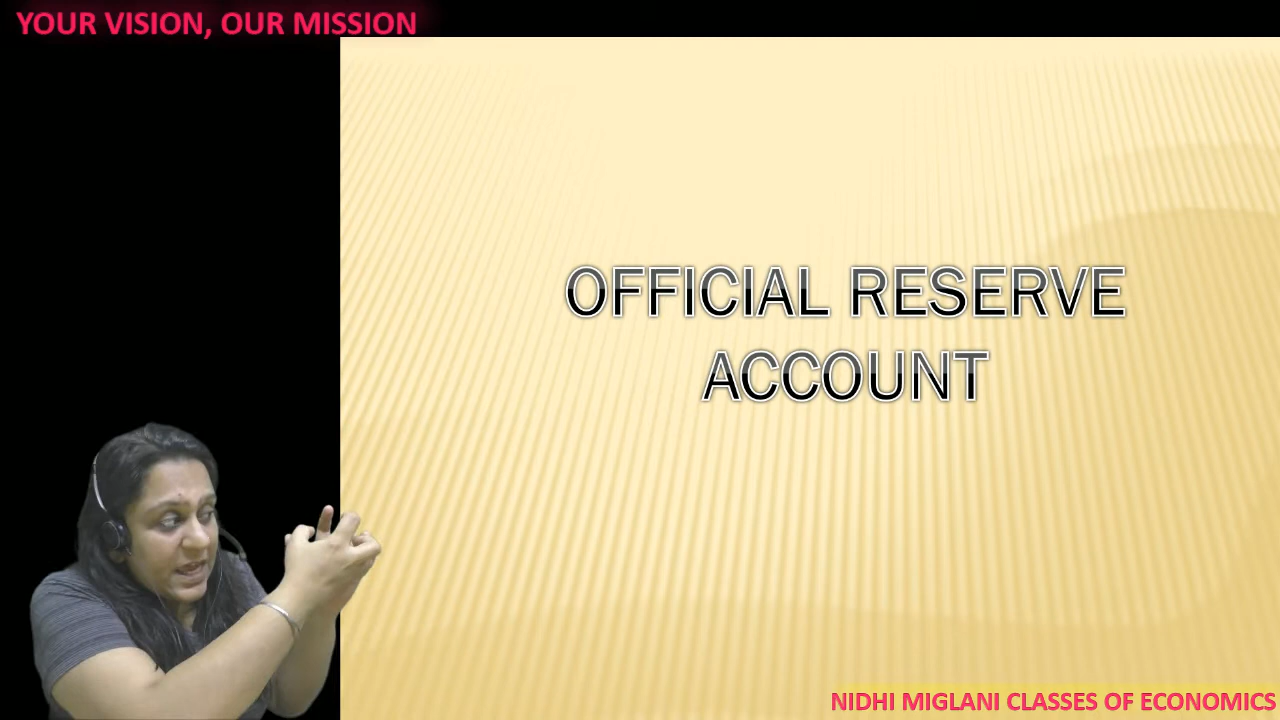 YOUR VISION, OUR MISSION
OFFICIAL RESERVE
ACCOUNT
NIDHI MIGLANI CLASSES OF ECONOMICS